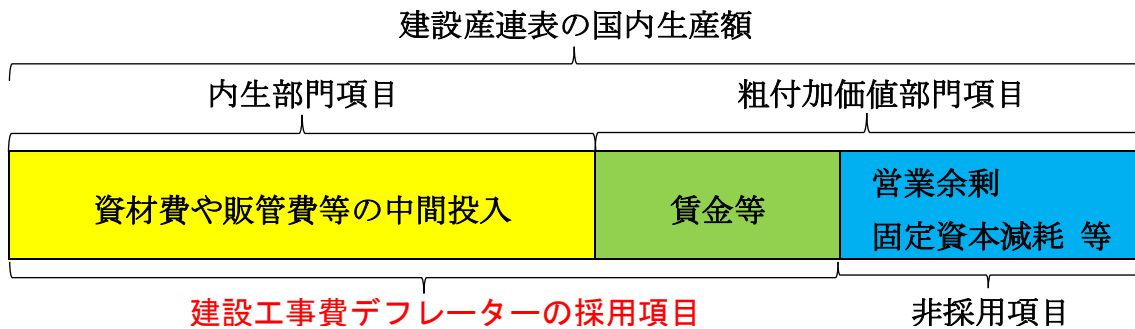 建設産連表の国内生産額
内生部門項目
粗付加価値部門項目
資材費や販管費等の中間投入
賃金等
営業余剰
固定資本減耗 等
建設工事費デフレーターの採用項目
非採用項目